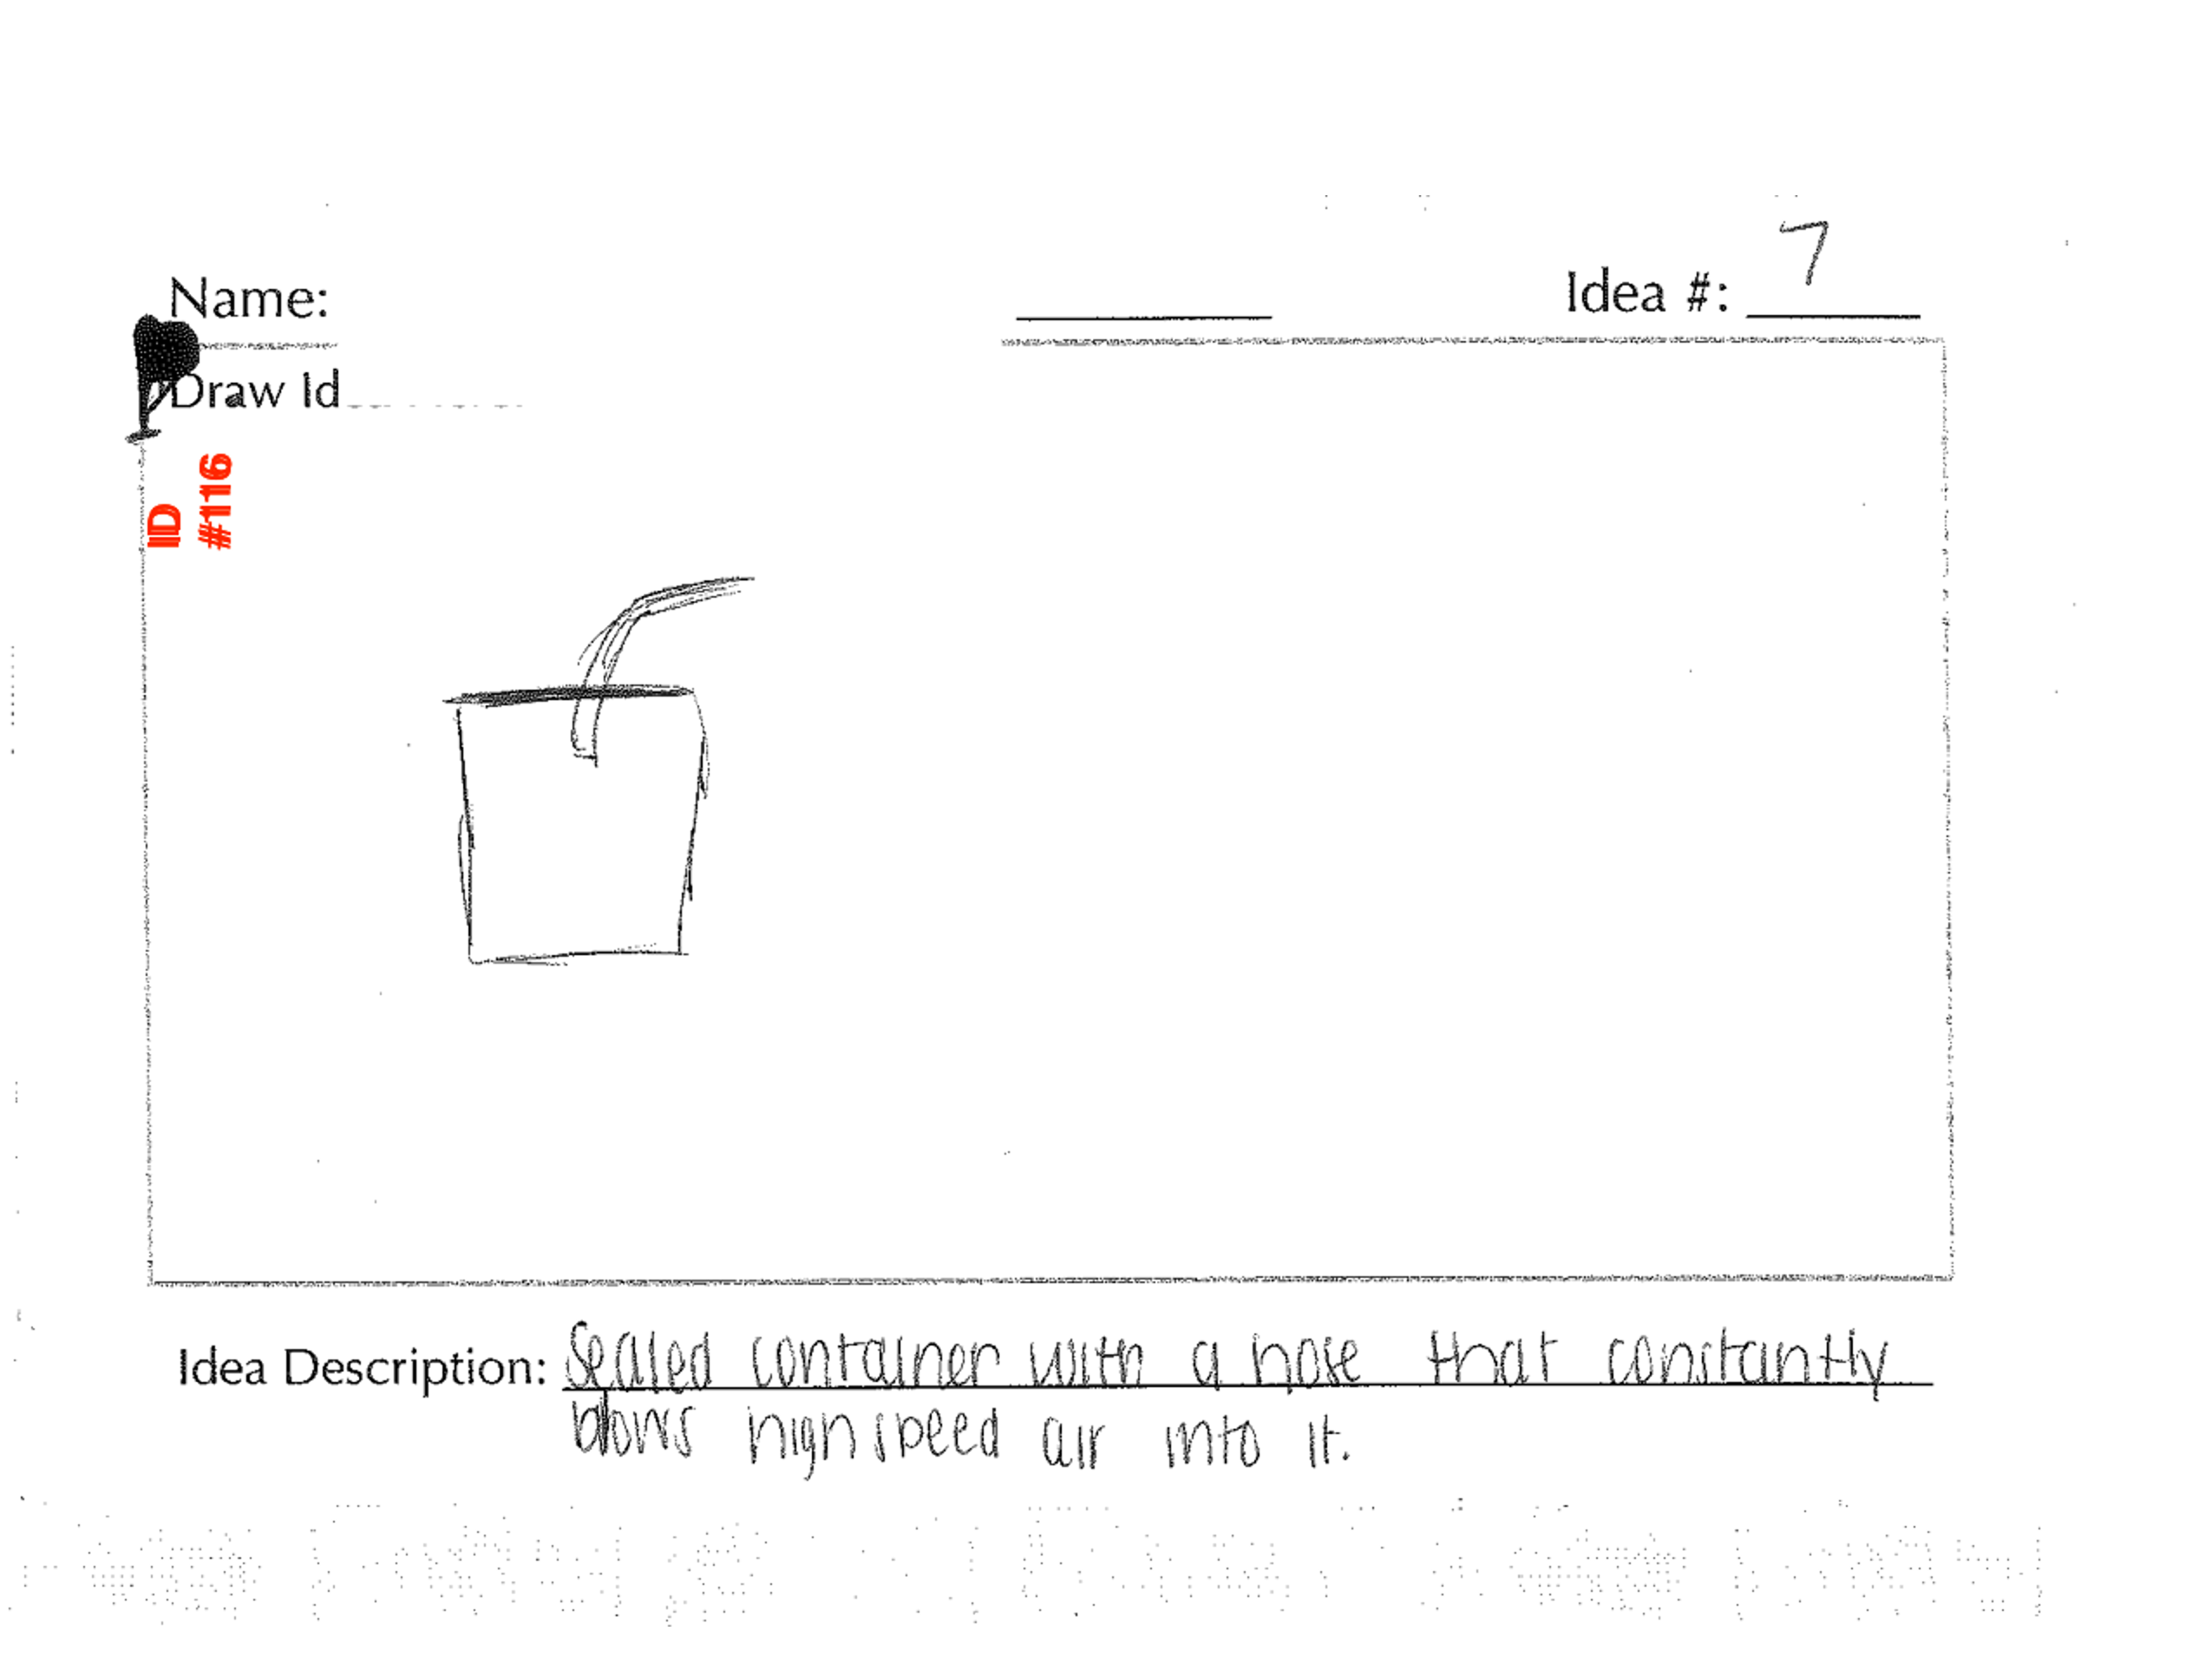 Name:
Idea #: 7
Draw Id
ID
#116
Idea Description: Sealed container with a hose that constantly
blows high speed air into it.